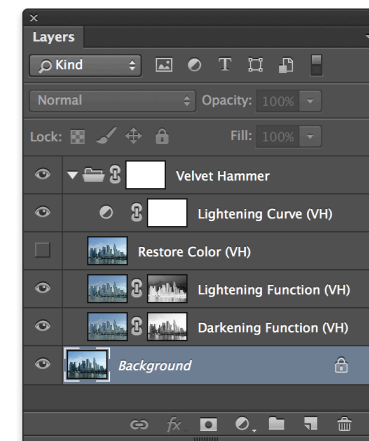 Layers
Kind
T
Normal Opacity: 100%
Lock: Fill: 100%
Velvet Hammer
Lightening Curve (VH)
Restore Color (VH)
Lightening Function (VH)
Darkening Function (VH)
Background
fx